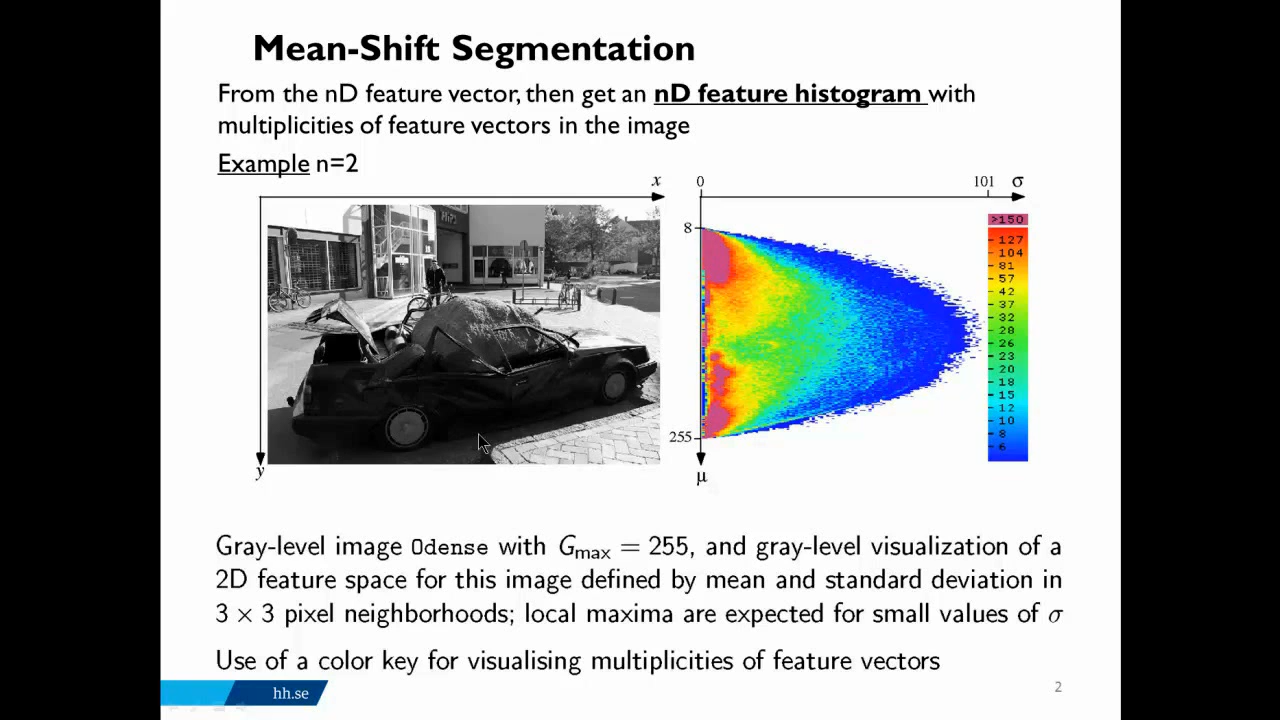 Mean-Shift Segmentation
From the nD feature vector, then get an nD feature histogram with
multiplicities of feature vectors in the image
Example n=2
x
y
0
101
σ
8
255
μ
>150
127
104
81
57
42
37
32
28
26
23
20
18
15
12
10
8
6
Gray-level image Odense with Gmax = 255, and gray-level visualization of a
2D feature space for this image defined by mean and standard deviation in
3 × 3 pixel neighborhoods; local maxima are expected for small values of σ
Use of a color key for visualising multiplicities of feature vectors
hh.se
2